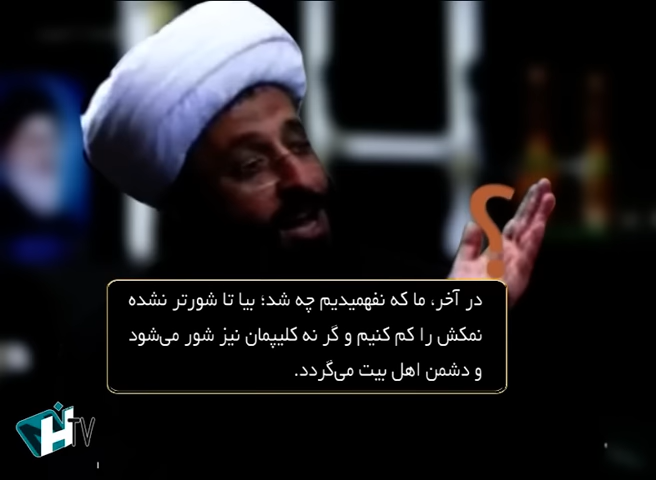 ؟
در آخر، ما که نفهمیدیم چه شد؛ بیا تا شورتر نشده
نمکش را کم کنیم و گر نه کلیپمان نیز شور می‌شود
و دشمن اهل بیت می‌گردد.
H TV